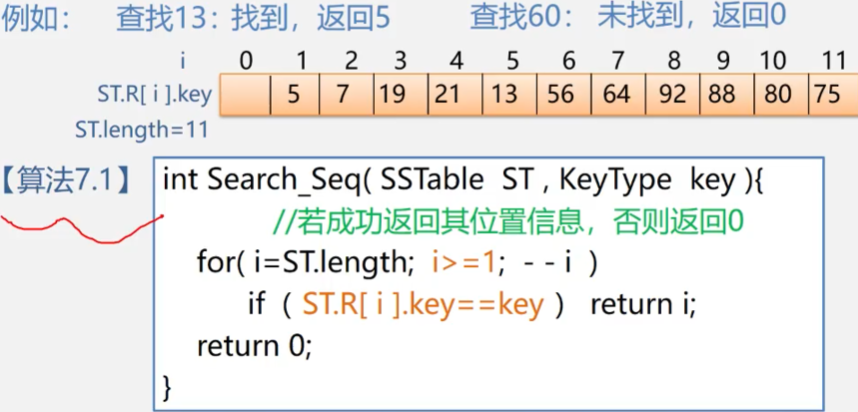 例如： 查找13：找到，返回5 查找60： 未找到，返回0
i 0 1 2 3 4 5 6 7 8 9 10 11
ST.R[ i ].key 5 7 19 21 13 56 64 92 88 80 75
ST.length=11
【算法7.1】 int Search_Seq( SSTable ST , KeyType key ){
//若成功返回其位置信息，否则返回0
for( i=ST.length; i>=1; - - i )
if ( ST.R[ i ].key==key ) return i;
return 0;
}